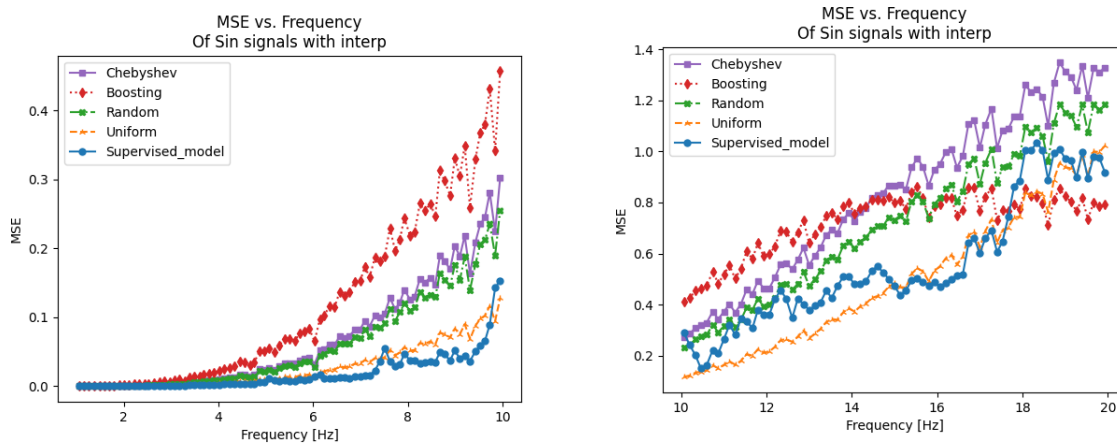 MSE vs. Frequency
Of Sin signals with interp
Chebyshev
Boosting
Random
Uniform
Supervised_model
MSE
0.4
0.3
0.2
0.1
0.0
2
4
6
8
10
Frequency [Hz]
MSE vs. Frequency
Of Sin signals with interp
Chebyshev
Boosting
Random
Uniform
Supervised_model
MSE
1.4
1.2
1.0
0.8
0.6
0.4
0.2
10
12
14
16
18
20
Frequency [Hz]